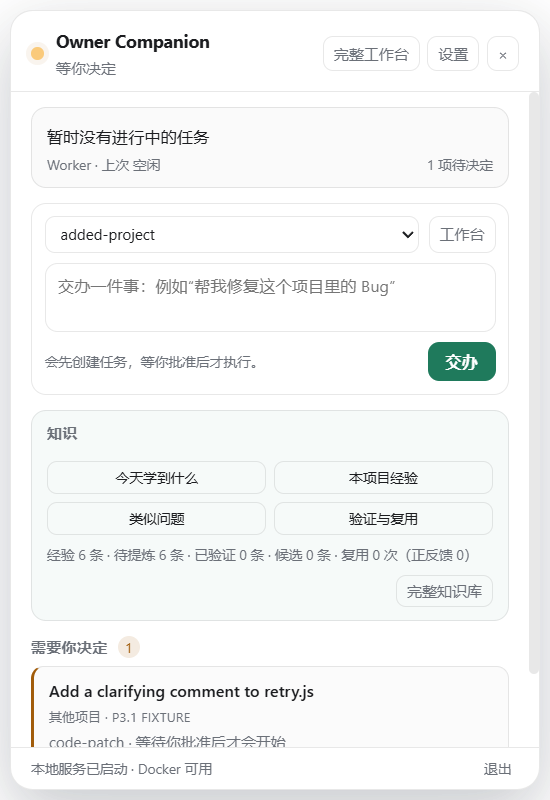 Owner Companion
等你决定
完整工作台
设置
×
暂时没有进行中的任务
Worker · 上次 空闲
1 项待决定
added-project
工作台
交办一件事：例如“帮我修复这个项目里的 Bug”
会先创建任务，等你批准后才执行。
交办
知识
今天学到什么
本项目经验
类似问题
验证与复用
经验 6 条 · 待提炼 6 条 · 已验证 0 条 · 候选 0 条 · 复用 0 次（正反馈 0）
完整知识库
需要你决定 1
Add a clarifying comment to retry.js
其他项目 · P3.1 FIXTURE
code-patch · 等待你批准后才会开始
本地服务已启动 · Docker 可用
退出